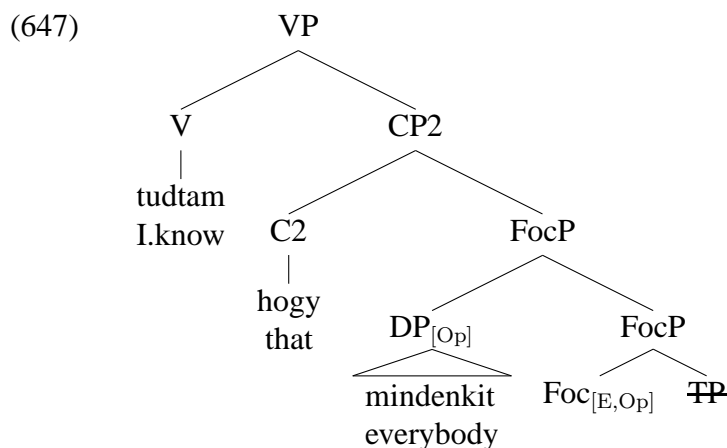 (647) VP
V CP2
tudtam
I.know
C2 FocP
hogy
that
DP[Op] FocP
mindenkit
everybody
Foc[E,Op] TP